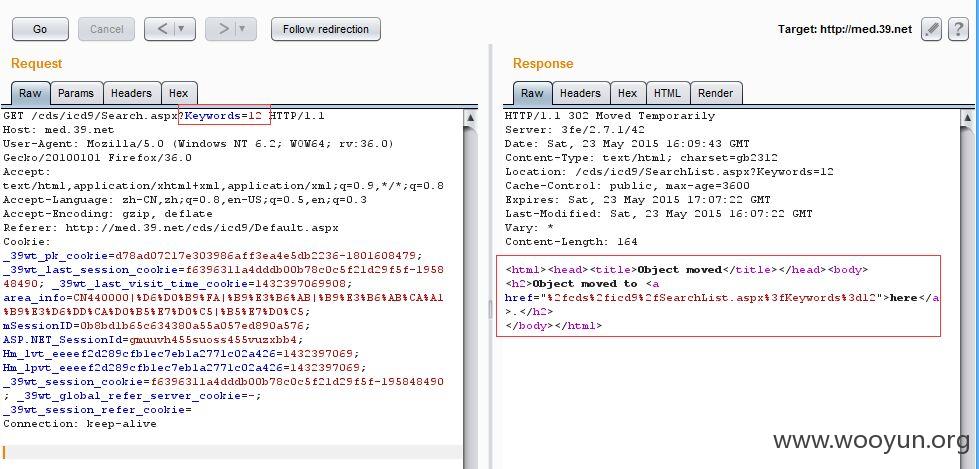 Go
Cancel
<
>
Follow redirection
Target: http://med.39.net
?
Request
Raw
Params
Headers
Hex
GET /cds/icd9/Search.aspx?Keywords=12 HTTP/1.1
Host: med.39.net
User-Agent: Mozilla/5.0 (Windows NT 6.2; WOW64; rv:36.0)
Gecko/20100101 Firefox/36.0
Accept:
text/html,application/xhtml+xml,application/xml;q=0.9,*/*;q=0.8
Accept-Language: zh-CN,zh;q=0.8,en-US;q=0.5,en;q=0.3
Accept-Encoding: gzip, deflate
Referer: http://med.39.net/cds/icd9/Default.aspx
Cookie:
_39wt_pk_cookie=d78ad07217e303986aff3ea4e5db2236-1801608479;
_39wt_last_session_cookie=f6396311a4dddb00b78c0c5f21d29f5f-1958
48490; _39wt_last_visit_time_cookie=1432397069908;
area_info=CN440000|%D6%D0%B9%FA|%B9%E3%B6%AB|%B9%E3%B6%AB%CA%A1
%B9%E3%D6%DD%CA%D0%B5%E7%D0%C5|%B5%E7%D0%C5;
mSessionID=0b8bd1b65c634380a55a057ed890a576;
ASP.NET_SessionId=gmuuvh455suoss455vuzxbb4;
Hm_lvt_eeeef2d289cfb1ec7eb1a2771c02a426=1432397069;
Hm_lpvt_eeeef2d289cfb1ec7eb1a2771c02a426=1432397069;
_39wt_session_cookie=f6396311a4dddb00b78c0c5f21d29f5f-195848490
; _39wt_global_refer_server_cookie=-;
_39wt_session_refer_cookie=
Connection: keep-alive
Response
Raw
Headers
Hex
HTML
Render
HTTP/1.1 302 Moved Temporarily
Server: 3fe/2.7.1/42
Date: Sat, 23 May 2015 16:09:43 GMT
Content-Type: text/html; charset=gb2312
Location: /cds/icd9/SearchList.aspx?Keywords=12
Cache-Control: public, max-age=3600
Expires: Sat, 23 May 2015 17:07:22 GMT
Last-Modified: Sat, 23 May 2015 16:07:22 GMT
Vary: *
Content-Length: 164
<html><head><title>Object moved</title></head><body>
<h2>Object moved to <a
href="%2fcds%2ficd9%2fSearchList.aspx%3fKeywords%3d12">here</a
>.</h2>
</body></html>
www.wooyun.org